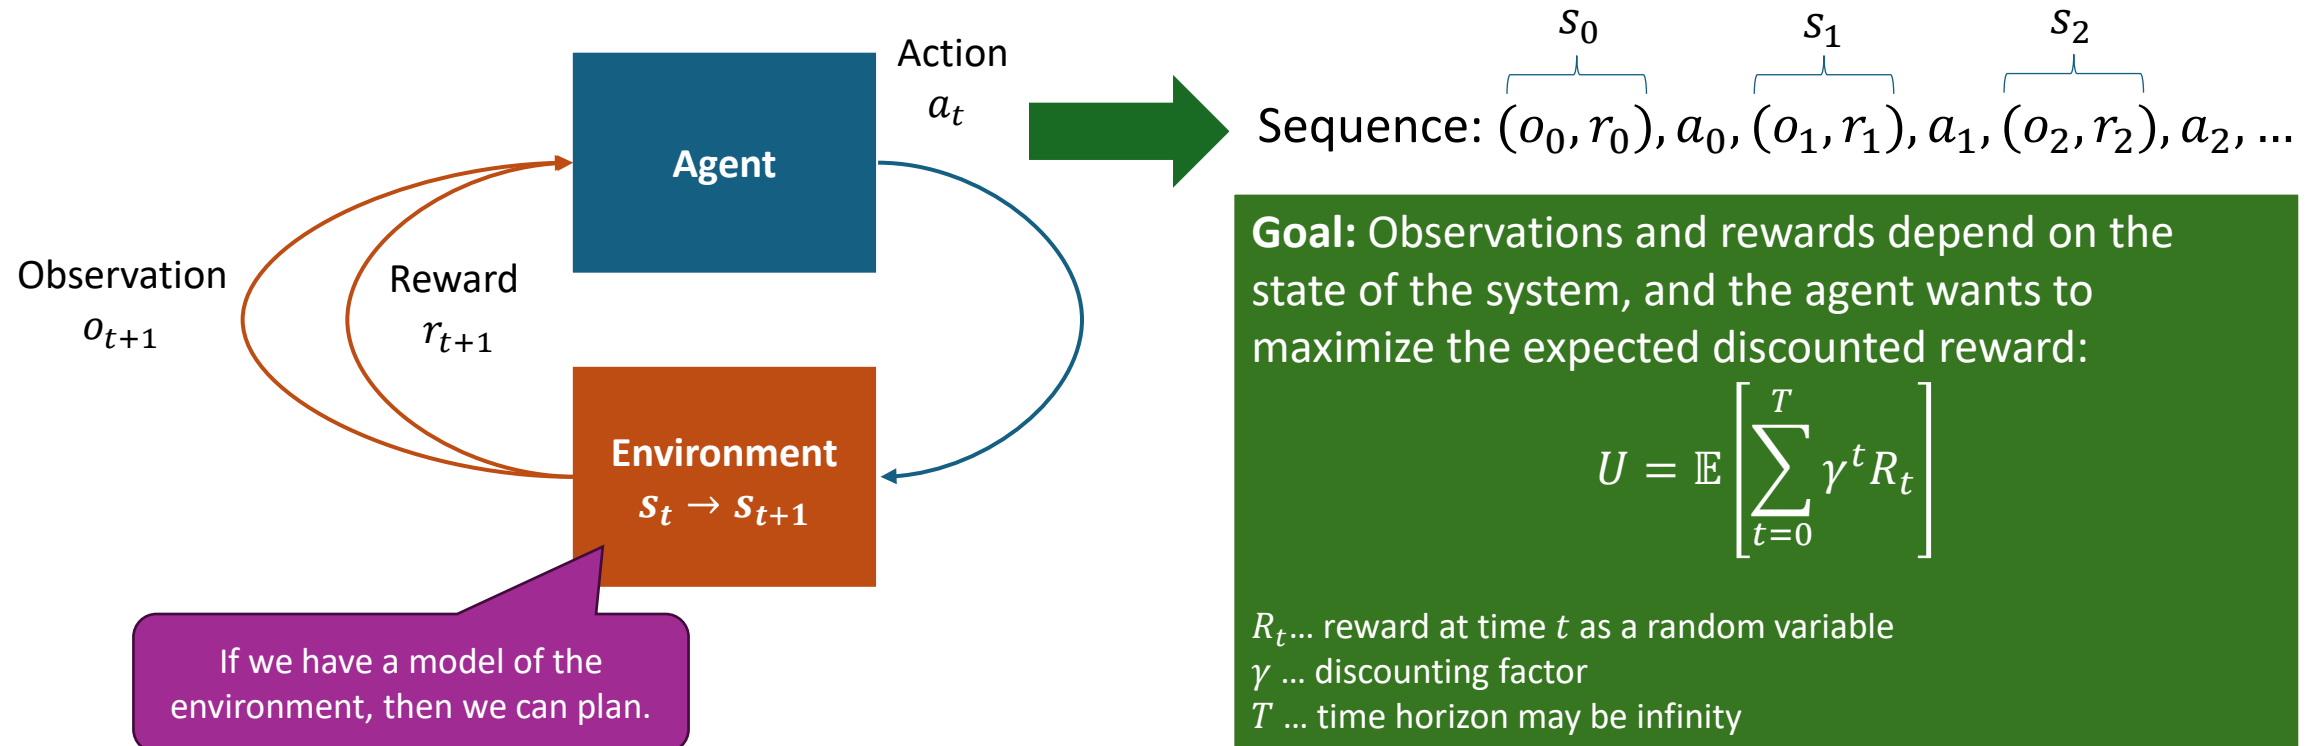 Agent
Action
a_t
Observation
o_{t+1}
Reward
r_{t+1}
Environment
s_t → s_{t+1}
If we have a model of the
environment, then we can plan.
s_0 s_1 s_2
Sequence: (o_0, r_0), a_0, (o_1, r_1), a_1, (o_2, r_2), a_2, …
Goal: Observations and rewards depend on the
state of the system, and the agent wants to
maximize the expected discounted reward:
U = 𝔼 [∑_{t=0}^{T} γ^t R_t]
R_t… reward at time t as a random variable
γ … discounting factor
T … time horizon may be infinity